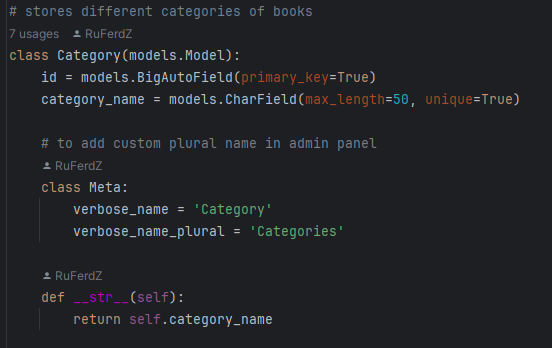 # stores different categories of books
7 usages RuFerdZ
class Category(models.Model):
    id = models.BigAutoField(primary_key=True)
    category_name = models.CharField(max_length=50, unique=True)
    # to add custom plural name in admin panel
    RuFerdZ
    class Meta:
        verbose_name = 'Category'
        verbose_name_plural = 'Categories'
    RuFerdZ
    def __str__(self):
        return self.category_name